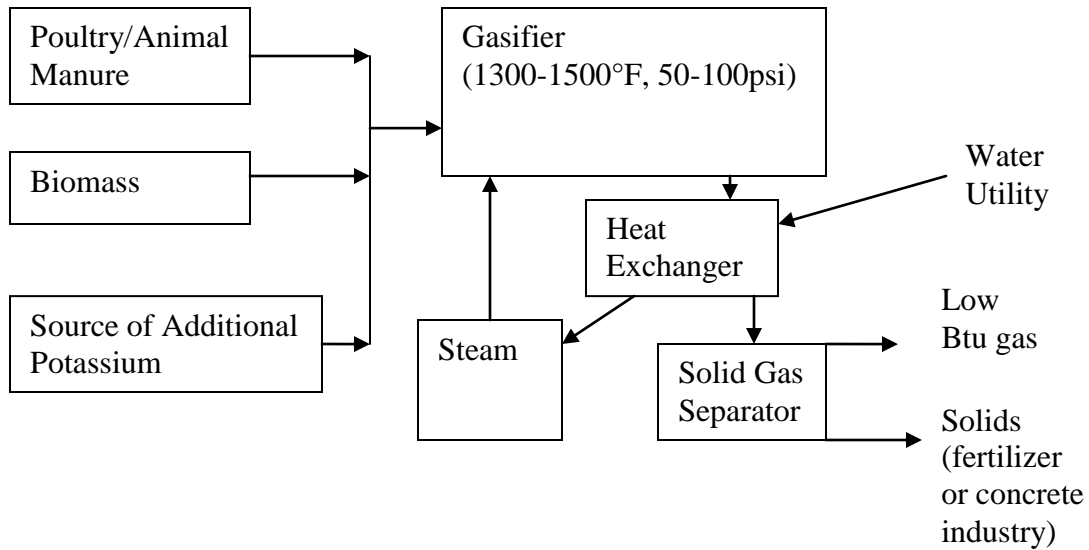 Poultry/Animal
Manure
Gasifier
(1300-1500°F, 50-100psi)
Biomass
Water
Utility
Heat
Exchanger
Source of Additional
Potassium
Steam
Solid Gas
Separator
Low
Btu gas
Solids
(fertilizer
or concrete
industry)